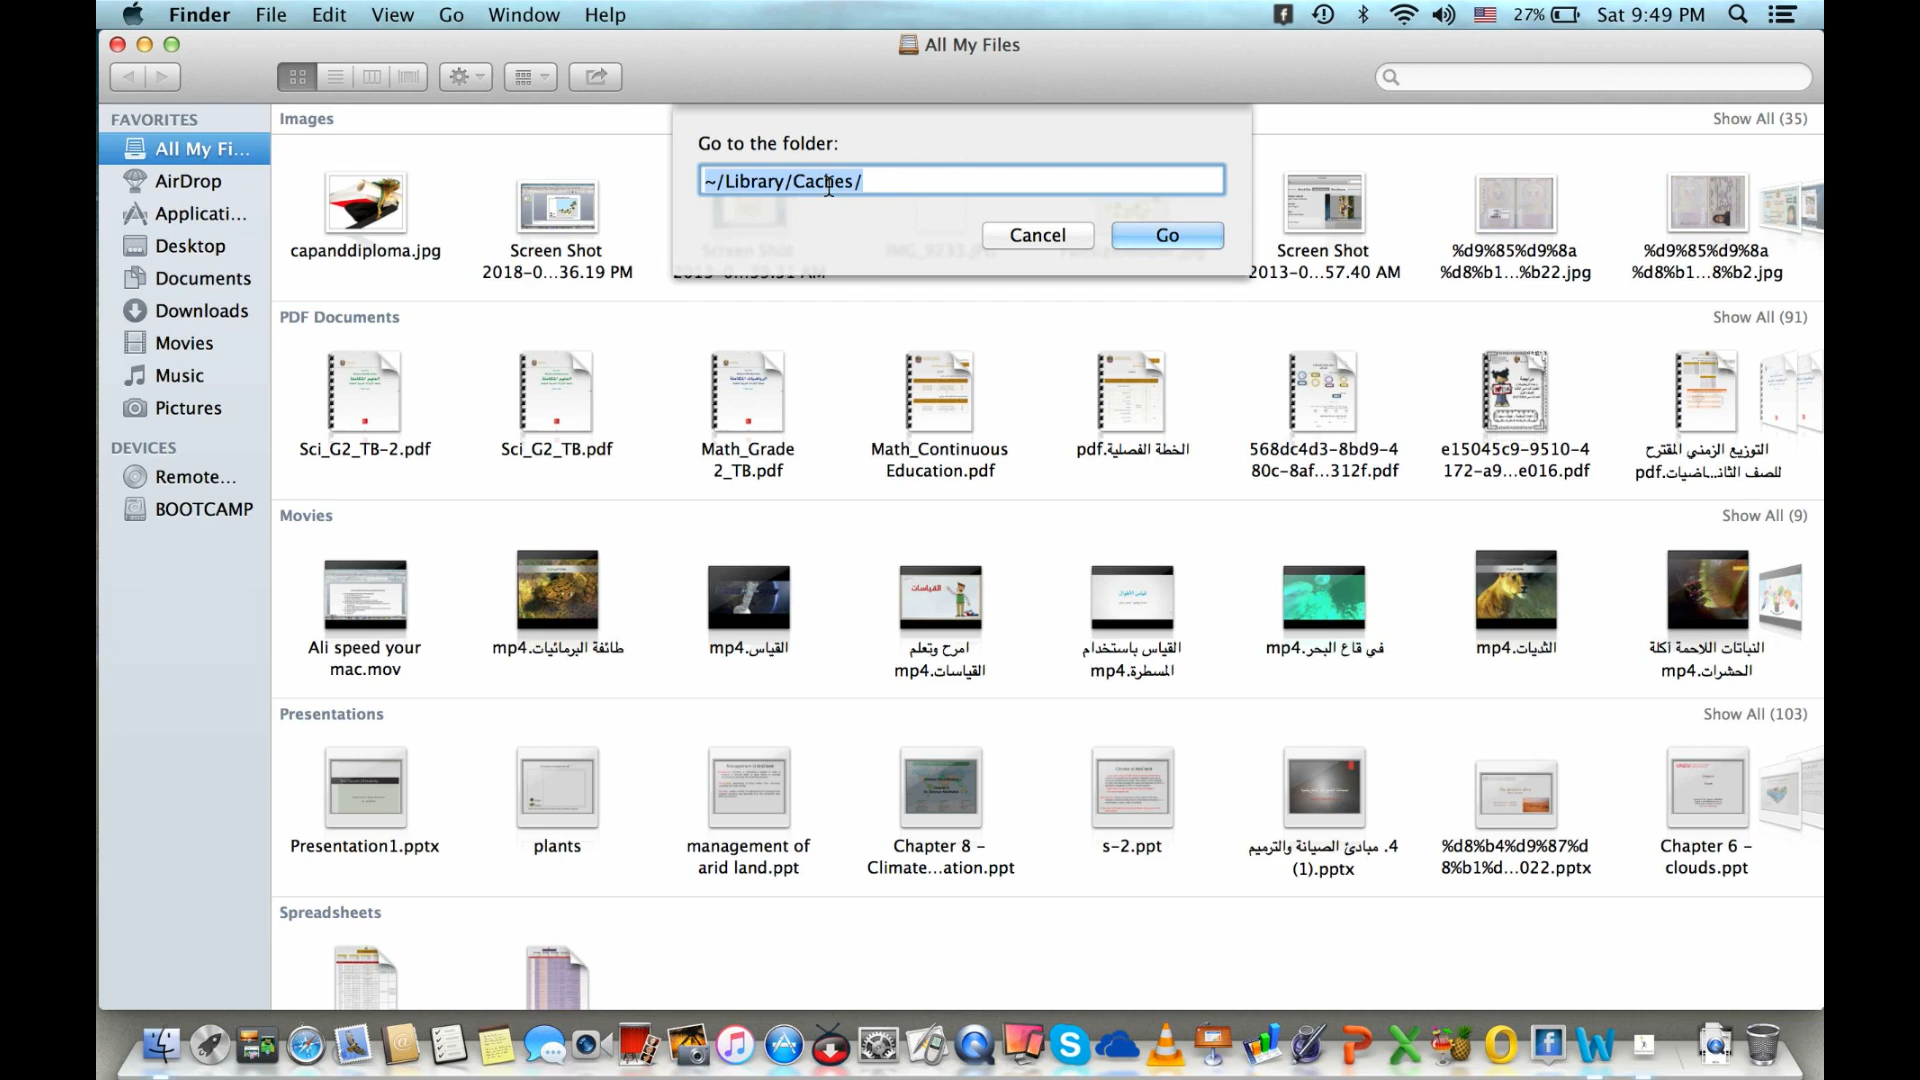 Finder File Edit View Go Window Help
27% Sat 9:49 PM
All My Files
FAVORITES
All My Fi...
AirDrop
Applicati...
Desktop
Documents
Downloads
Movies
Music
Pictures
DEVICES
Remote...
BOOTCAMP
Go to the folder:
~/Library/Caches/
Cancel
Go
Images
Show All (35)
capanddiploma.jpg
Screen Shot
2018-0...36.19 PM
Screen Shot
2013-0...57.40 AM
%d9%85%d9%8a
%d8%b1...%b22.jpg
%d9%85%d9%8a
%d8%b1...8%b2.jpg
PDF Documents
Show All (91)
Sci_G2_TB-2.pdf
Sci_G2_TB.pdf
Math_Grade
2_TB.pdf
Math_Continuous
Education.pdf
الخطة الفصلية.pdf
568dc4d3-8bd9-4
80c-8af...312f.pdf
e15045c9-9510-4
172-a9...e016.pdf
التوزيع الزمني المقترح
للصف الثانـ...ـاضيات.pdf
Movies
Show All (9)
Ali speed your
mac.mov
طائفة البرمائيات.mp4
القياس.mp4
امرح وتعلم
القياسات.mp4
القياس باستخدام
المسطرة.mp4
في قاع البحر.mp4
الثديات.mp4
النباتات اللاحمة اكلة
الحشرات.mp4
Presentations
Show All (103)
Presentation1.pptx
plants
management of
arid land.ppt
Chapter 8 -
Climate...ation.ppt
s-2.ppt
4. مبادئ الصيانة والترميم
(1).pptx
%d8%b4%d9%87%d
8%b1%d...022.pptx
Chapter 6 -
clouds.ppt
Spreadsheets